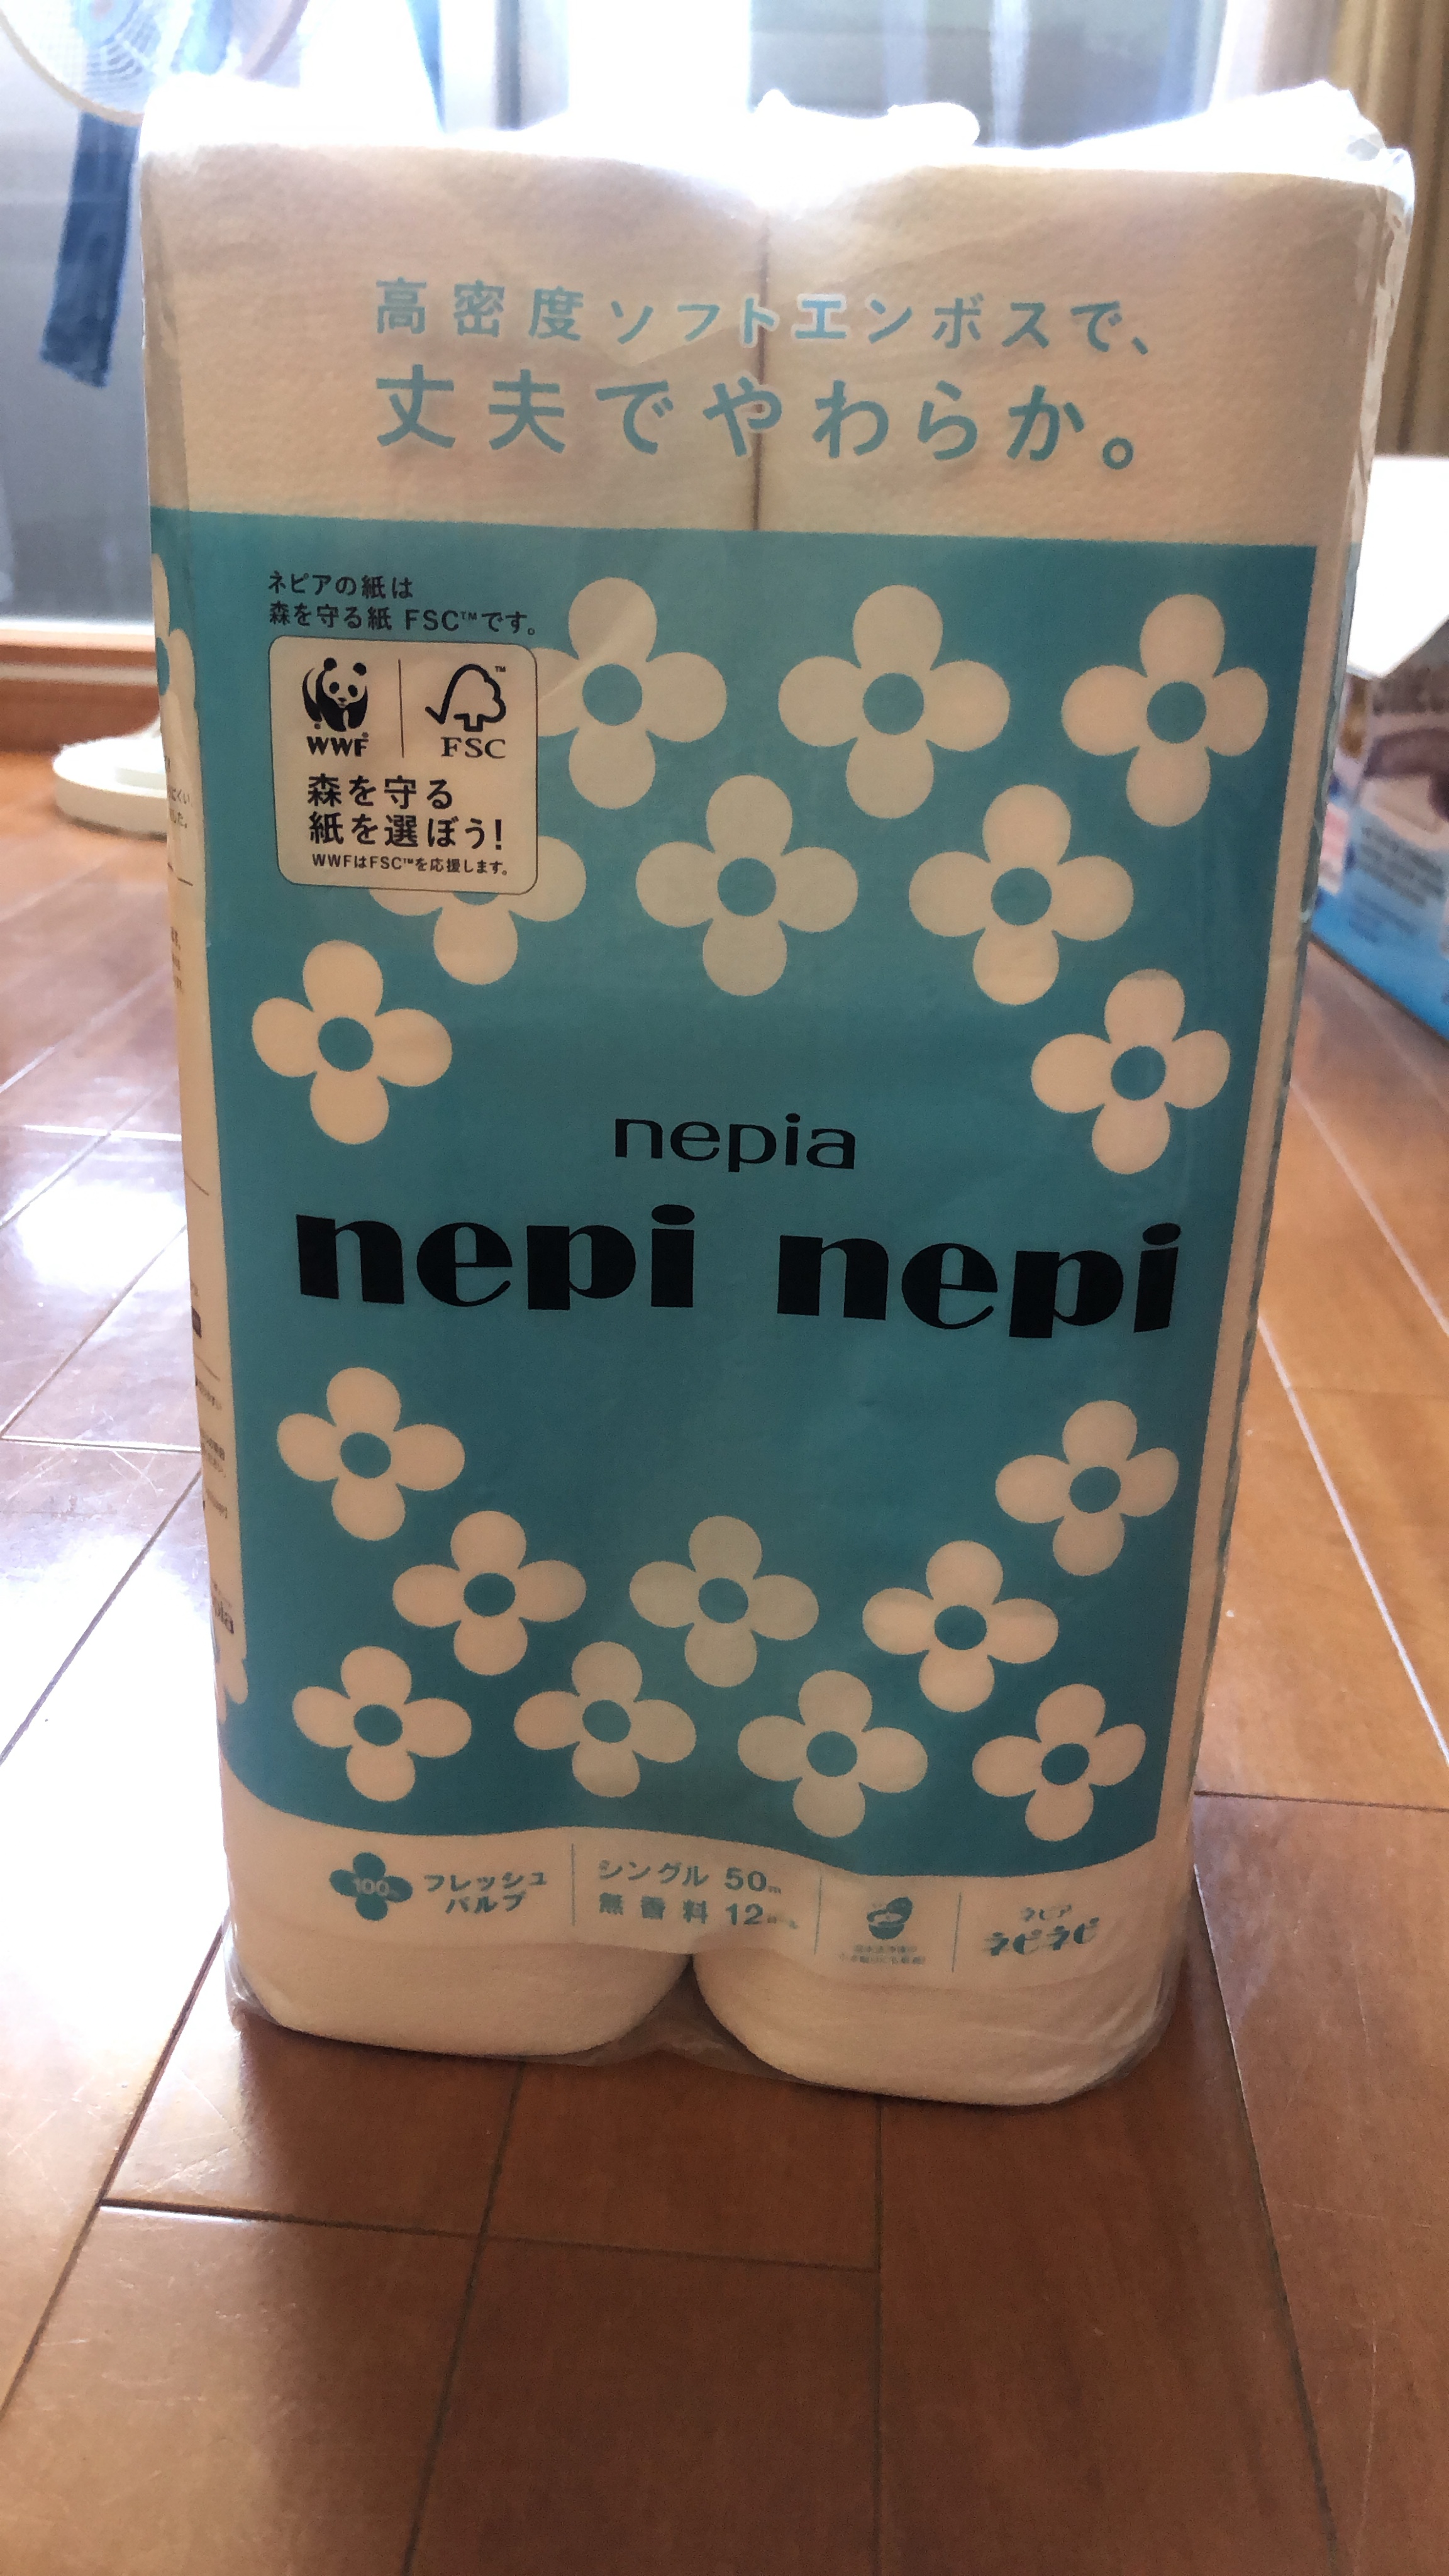 高密度ソフトエンボスで、
丈夫でやわらか。
ネピアの紙は
森を守る紙 FSC™です。
WWF® FSC™
森を守る
紙を選ぼう!
WWFはFSC™を応援します。
nepia
nepi nepi
100%
フレッシュ
パルプ
シングル 50m
無香料 12ロール
ネピア
ネピネピ